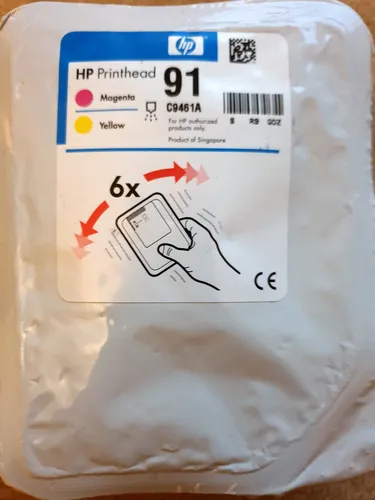 hp
HP Printhead 91
Magenta
C9461A
Yellow
For HP authorized
products only.
Product of Singapore
6x
CE